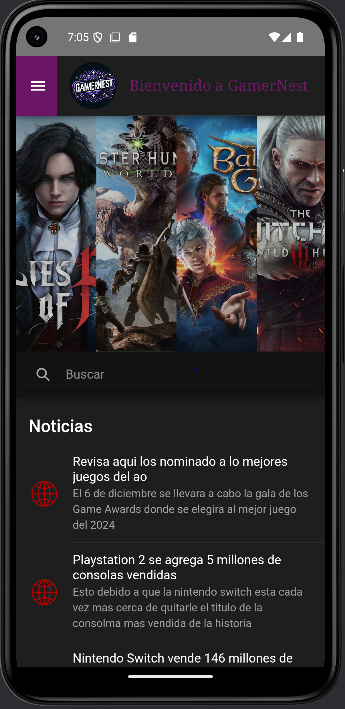 7:05
GAMERNEST
Bienvenido a GamerNest
STER HUN
WORLD
Bal
G
IES
OF
THE
ITCH
WILD HU
Buscar
Noticias
Revisa aqui los nominado a lo mejores
juegos del ao
El 6 de diciembre se llevara a cabo la gala de los
Game Awards donde se elegira al mejor juego
del 2024
Playstation 2 se agrega 5 millones de
consolas vendidas
Esto debido a que la nintendo switch esta cada
vez mas cerca de quitarle el titulo de la
consolma mas vendida de la historia
Nintendo Switch vende 146 millones de